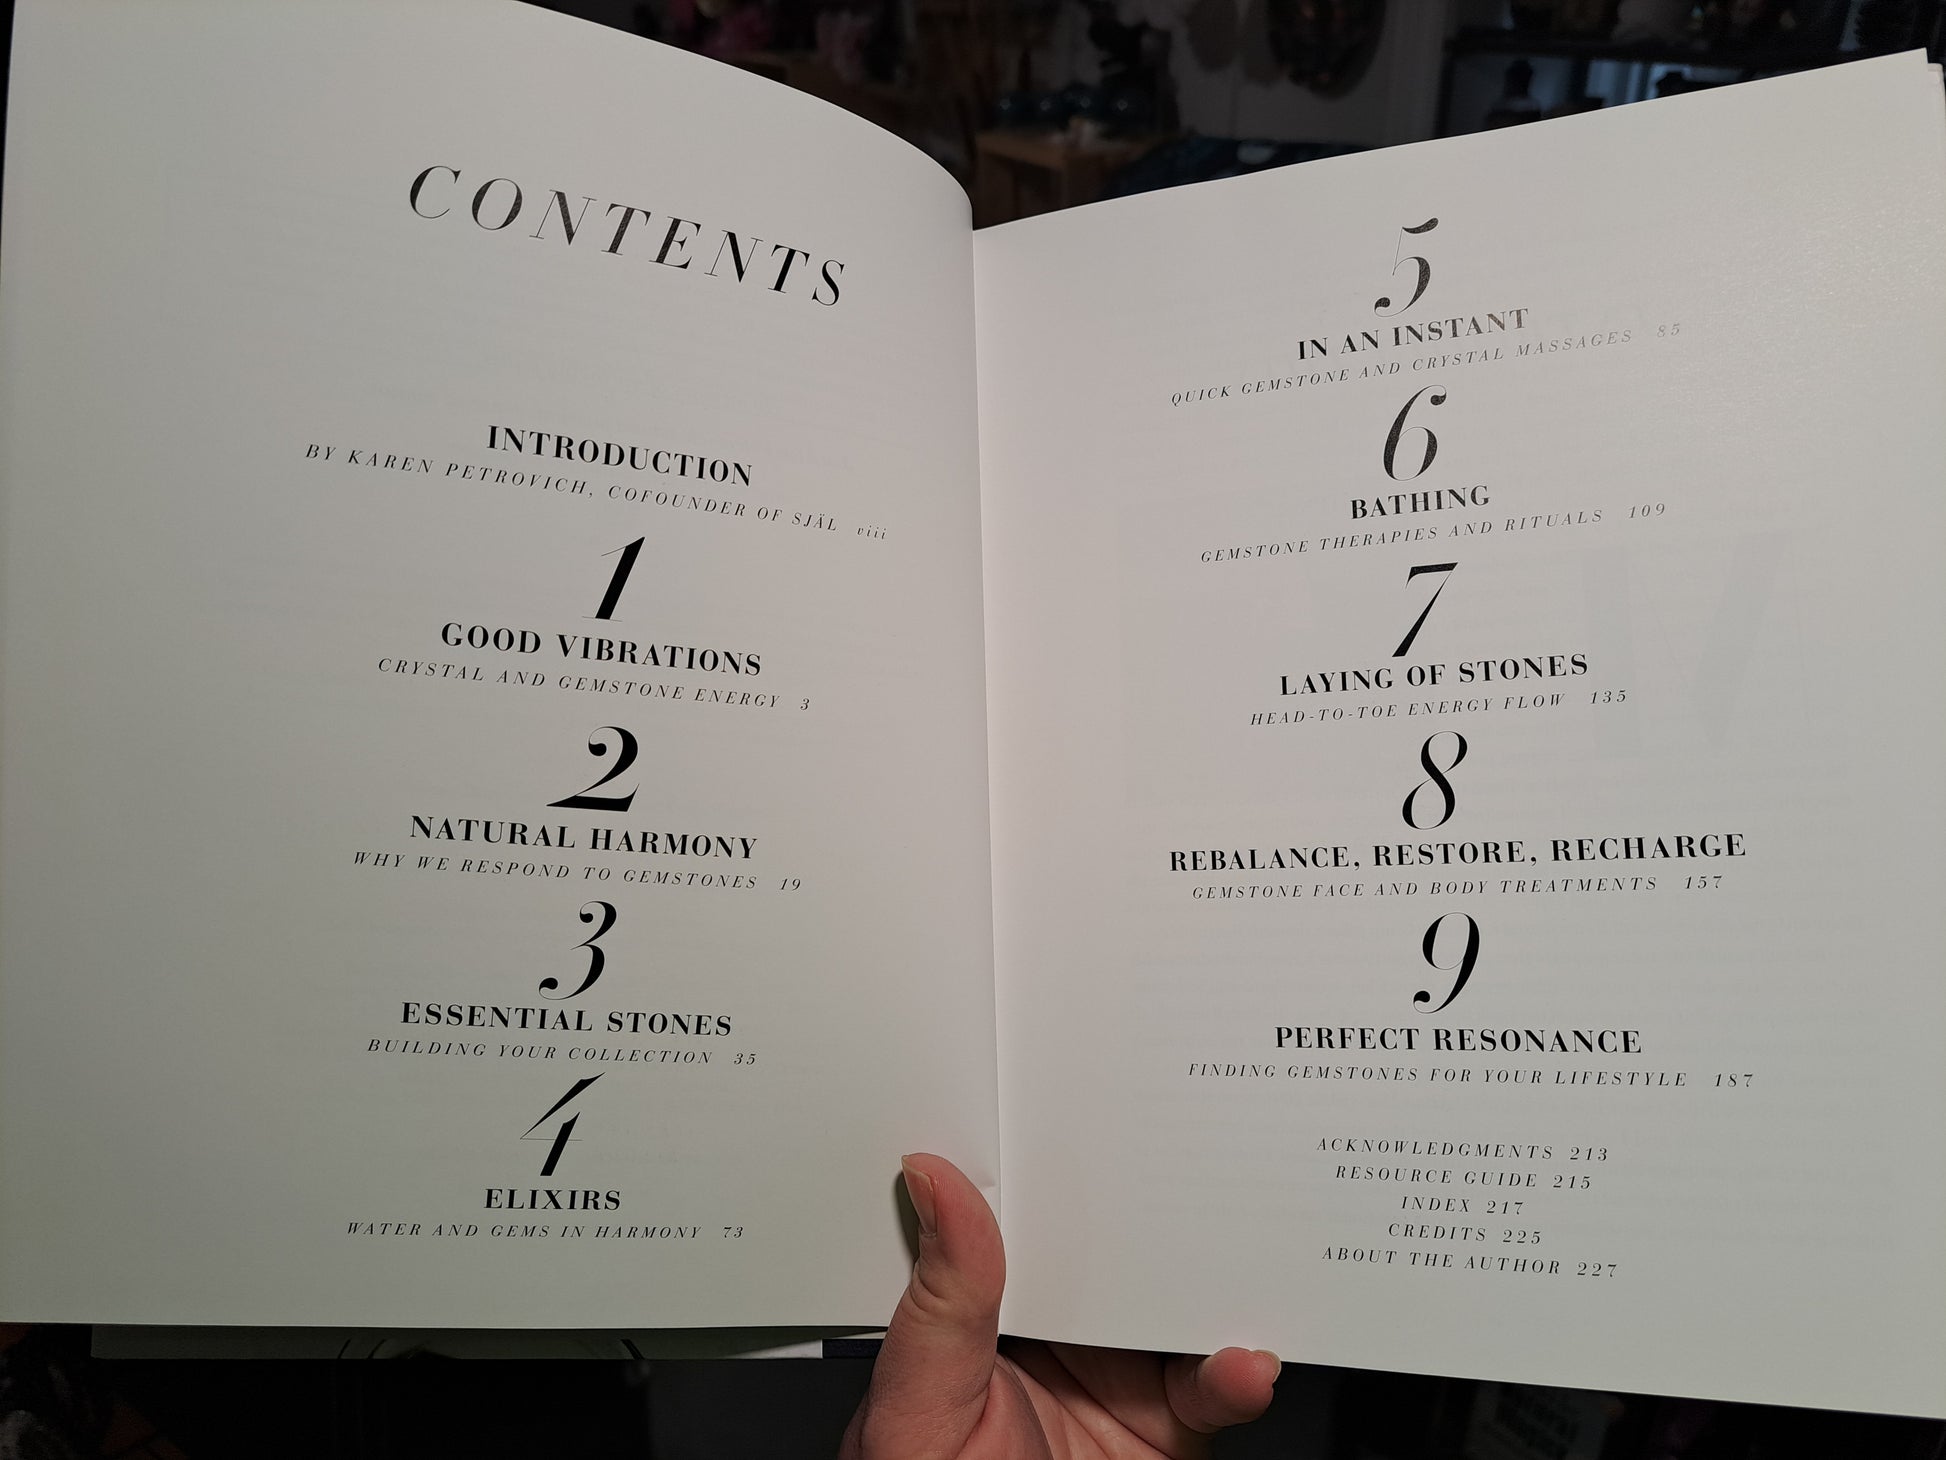 CONTENTS
INTRODUCTION
BY KAREN PETROVICH, COFOUNDER OF SJÄL viii
1
GOOD VIBRATIONS
CRYSTAL AND GEMSTONE ENERGY 3
2
NATURAL HARMONY
WHY WE RESPOND TO GEMSTONES 19
3
ESSENTIAL STONES
BUILDING YOUR COLLECTION 35
4
ELIXIRS
WATER AND GEMS IN HARMONY 73
5
IN AN INSTANT
QUICK GEMSTONE AND CRYSTAL MASSAGES 85
6
BATHING
GEMSTONE THERAPIES AND RITUALS 109
7
LAYING OF STONES
HEAD-TO-TOE ENERGY FLOW 135
8
REBALANCE, RESTORE, RECHARGE
GEMSTONE FACE AND BODY TREATMENTS 157
9
PERFECT RESONANCE
FINDING GEMSTONES FOR YOUR LIFESTYLE 187
ACKNOWLEDGMENTS 213
RESOURCE GUIDE 215
INDEX 217
CREDITS 225
ABOUT THE AUTHOR 227